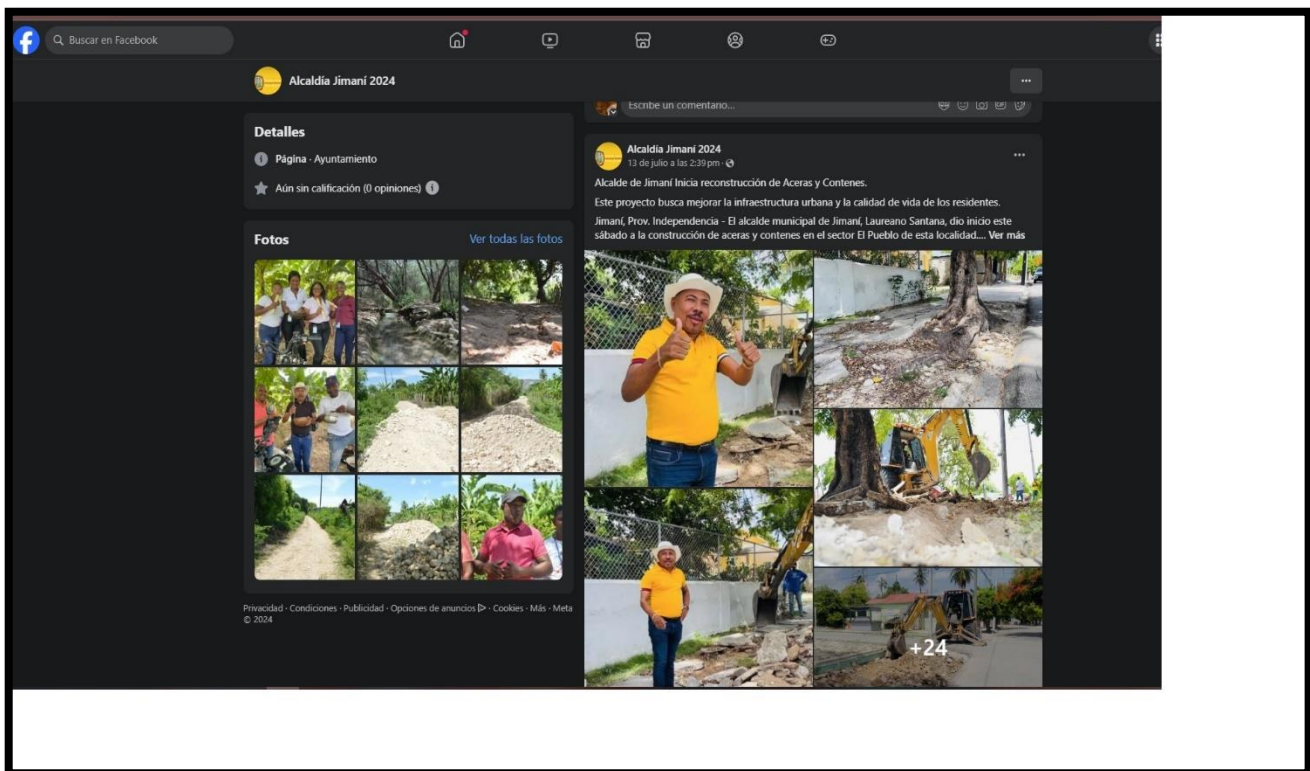 Buscar en Facebook
Alcaldía Jimaní 2024
Detalles
Página · Ayuntamiento
Aún sin calificación (0 opiniones)
Fotos
Ver todas las fotos
Privacidad · Condiciones · Publicidad · Opciones de anuncios · Cookies · Más · Meta
© 2024
Escribe un comentario...
Alcaldía Jimaní 2024
13 de julio a las 2:39 pm ·
Alcalde de Jimaní Inicia reconstrucción de Aceras y Contenes.
Este proyecto busca mejorar la infraestructura urbana y la calidad de vida de los residentes.
Jimaní, Prov. Independencia - El alcalde municipal de Jimaní, Laureano Santana, dio inicio este
sábado a la construcción de aceras y contenes en el sector El Pueblo de esta localidad.... Ver más
+24